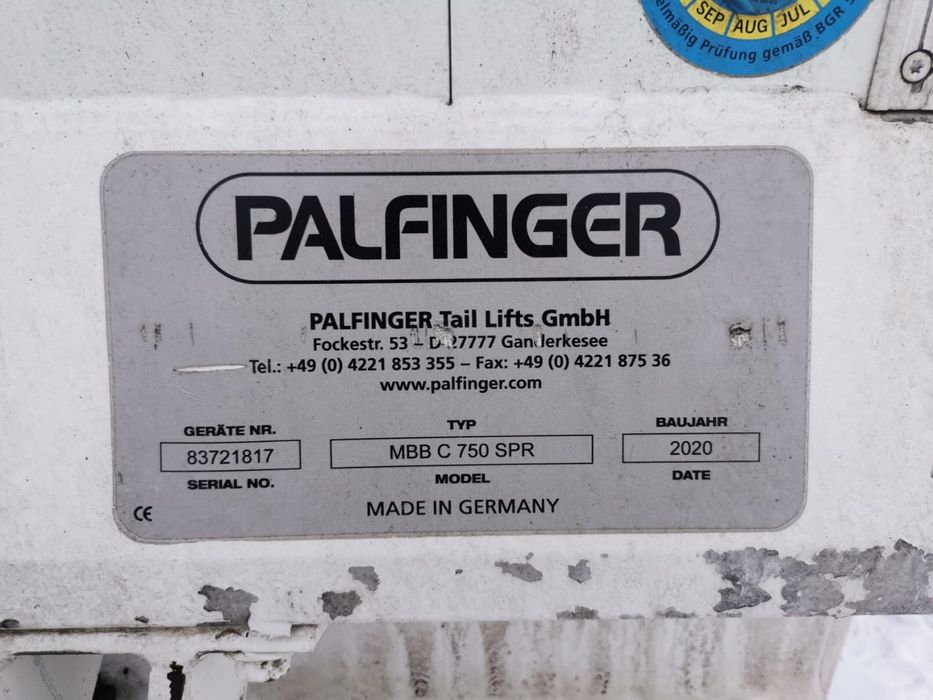 SEP AUG JUL
elmäßig Prüfung gemäß BGR
PALFINGER
PALFINGER Tail Lifts GmbH
Fockestr. 53 – D-27777 Ganderkesee
Tel.: +49 (0) 4221 853 355 – Fax: +49 (0) 4221 875 36
www.palfinger.com
GERÄTE NR. TYP BAUJAHR
83721817 MBB C 750 SPR 2020
SERIAL NO. MODEL DATE
CE MADE IN GERMANY